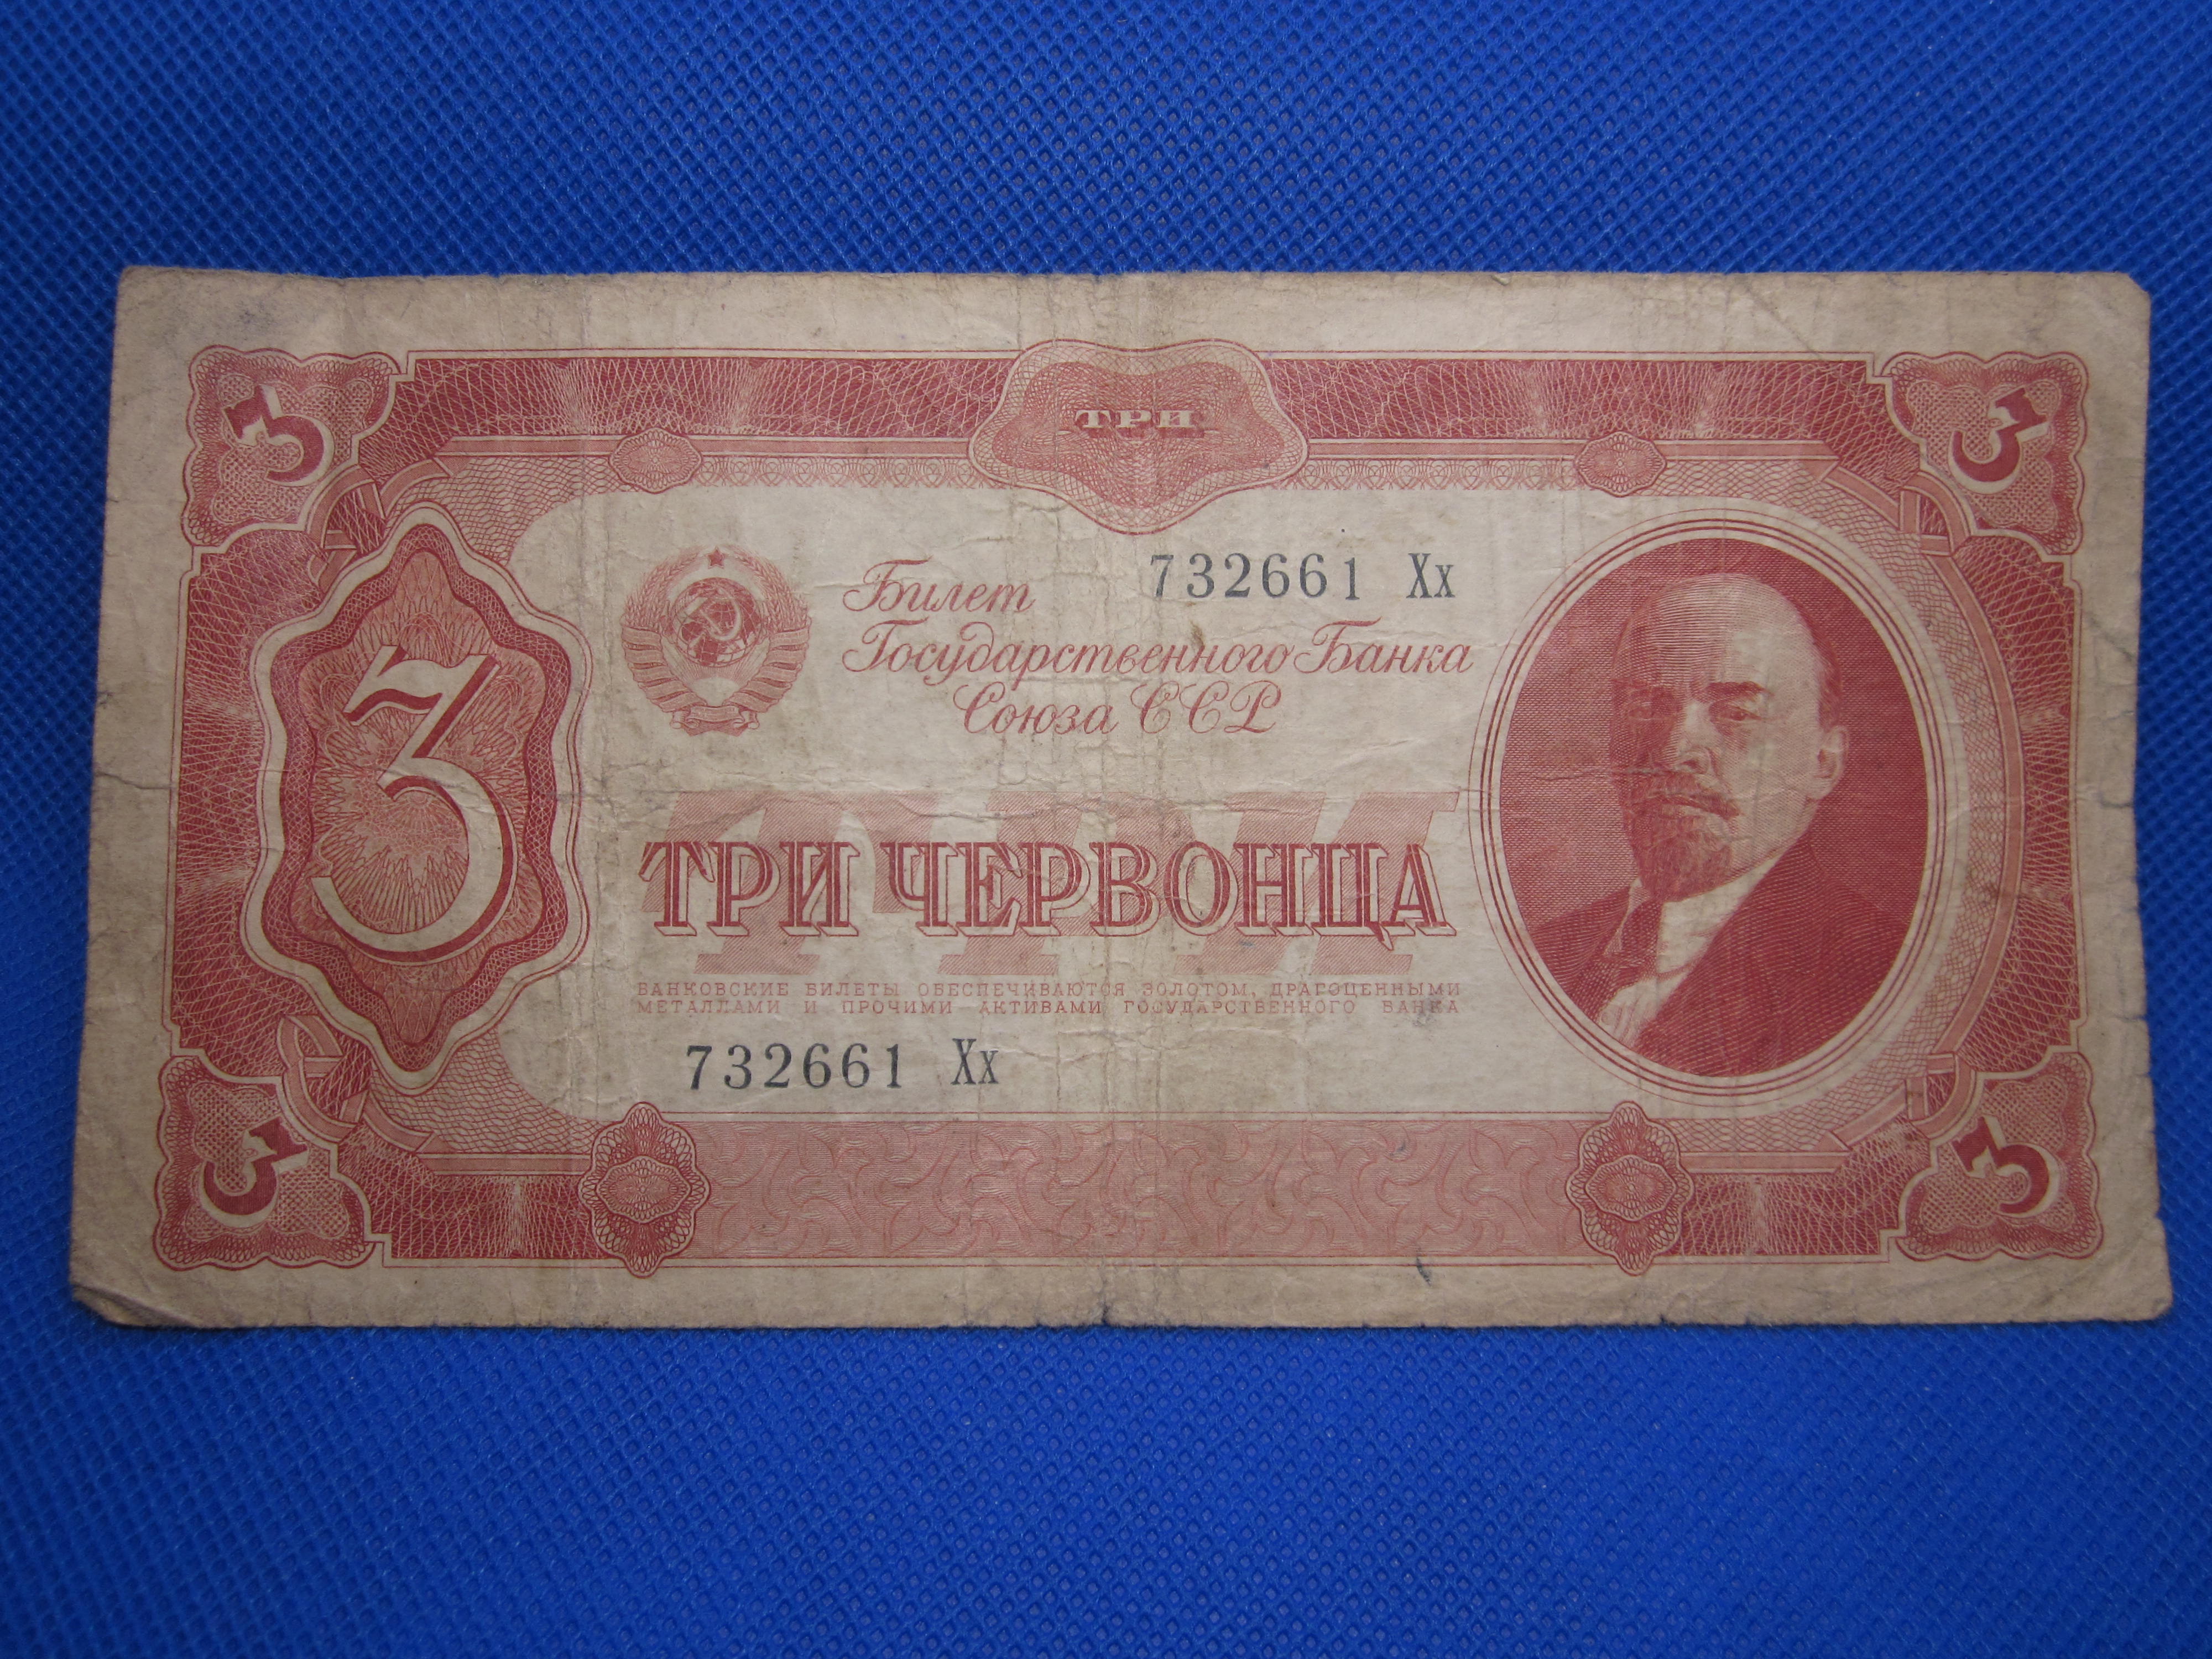 3
ТРИ
3
Билет
732661 Хх
Государственного Банка
Союза ССР
3
ТРИ
ТРИ ЧЕРВОНЦА
БАНКОВСКИЕ БИЛЕТЫ ОБЕСПЕЧИВАЮТСЯ ЗОЛОТОМ, ДРАГОЦЕННЫМИ
МЕТАЛЛАМИ И ПРОЧИМИ АКТИВАМИ ГОСУДАРСТВЕННОГО БАНКА
732661 Хх
3
3